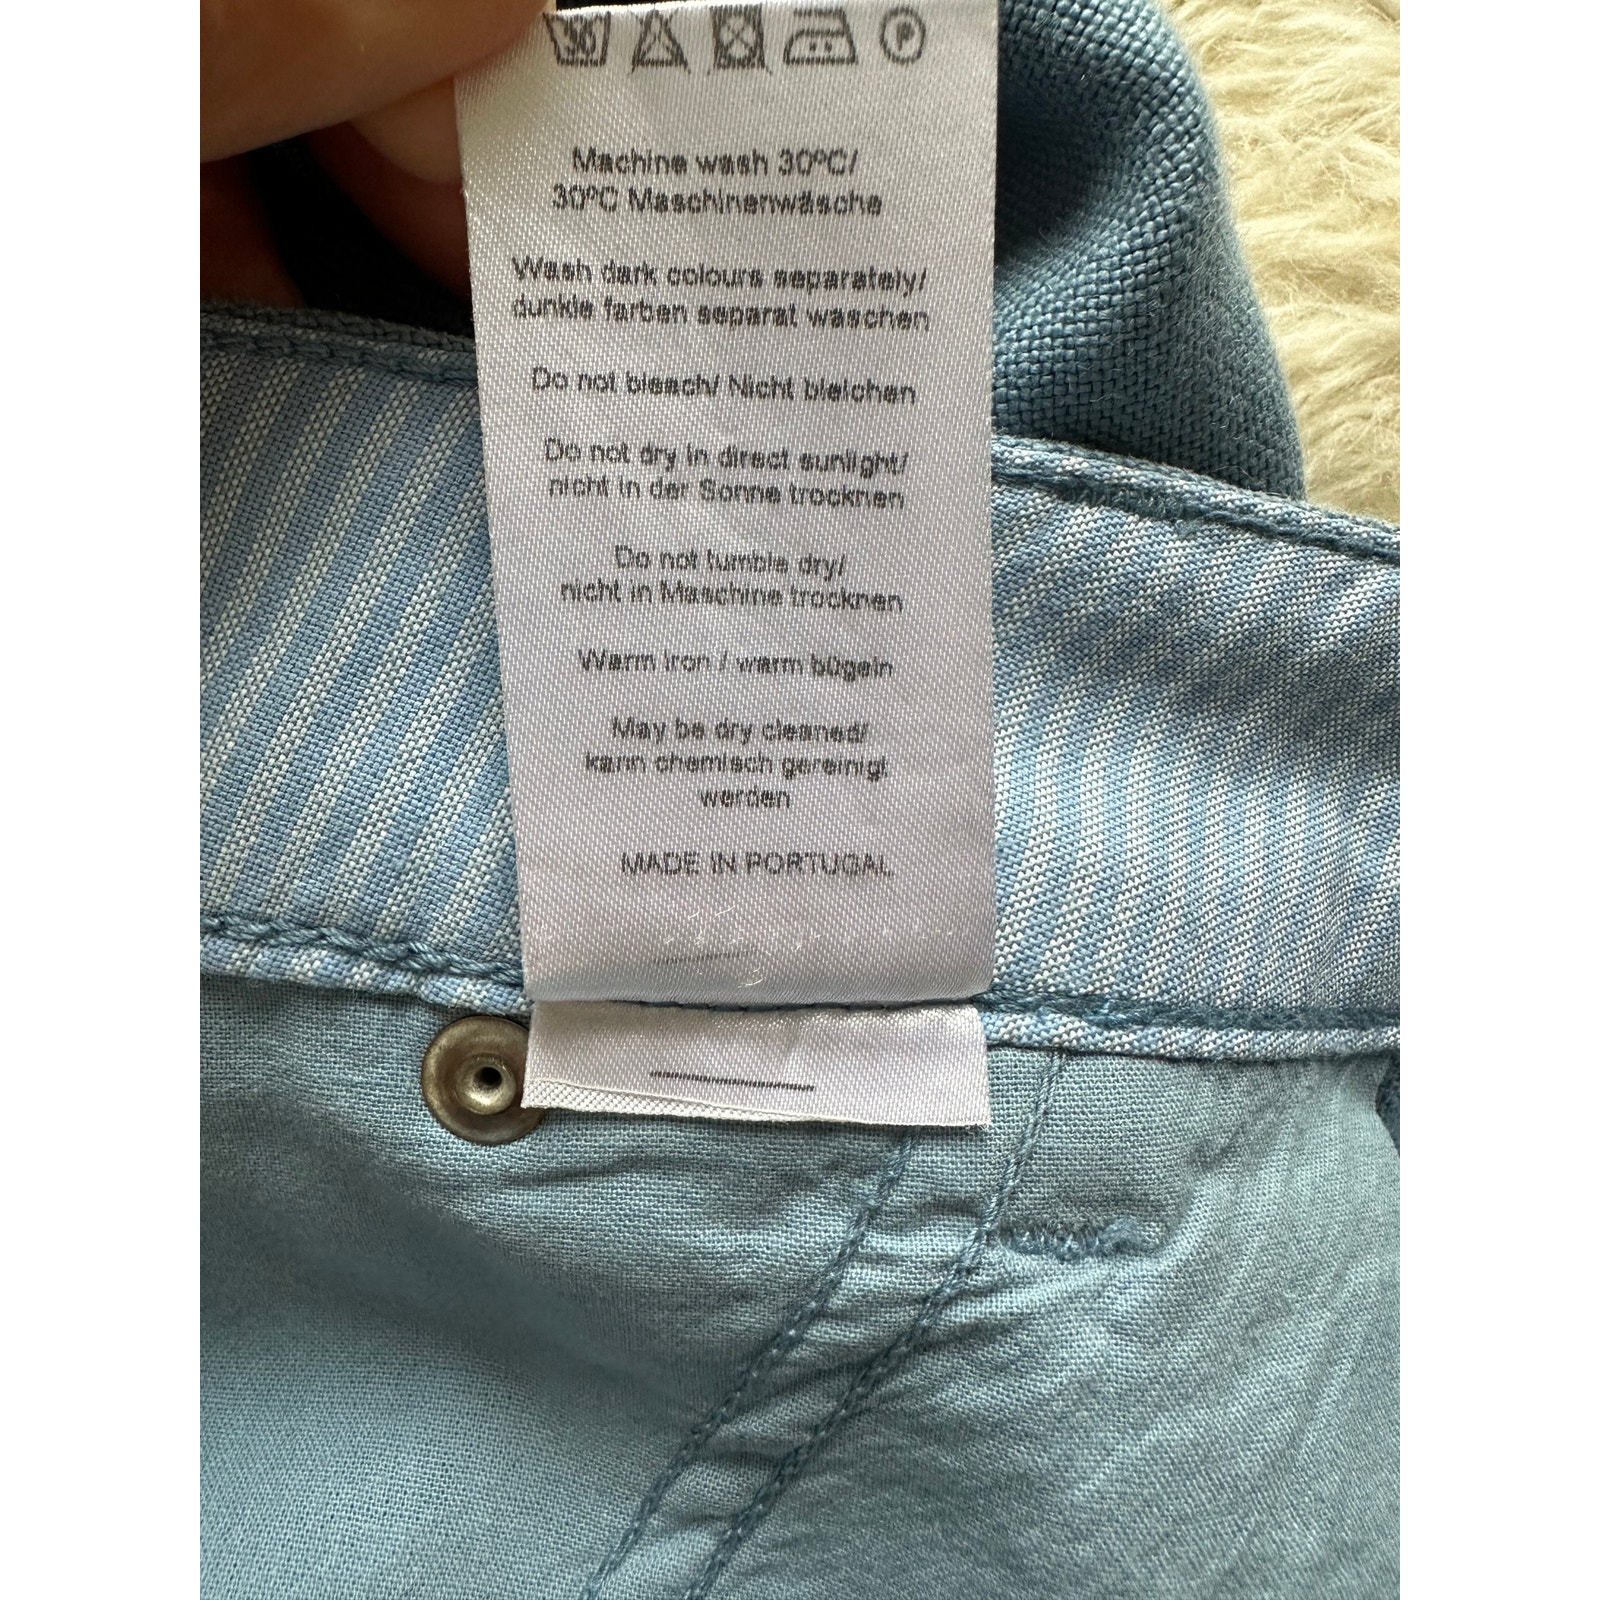 30
P
Machine wash 30ºC/
30ºC Maschinenwäsche
Wash dark colours separately/
dunkle farben separat waschen
Do not bleach/ Nicht bleichen
Do not dry in direct sunlight/
nicht in der Sonne trocknen
Do not tumble dry/
nicht in Maschine trocknen
Warm iron / warm bügeln
May be dry cleaned/
kann chemisch gereinigt
werden
MADE IN PORTUGAL